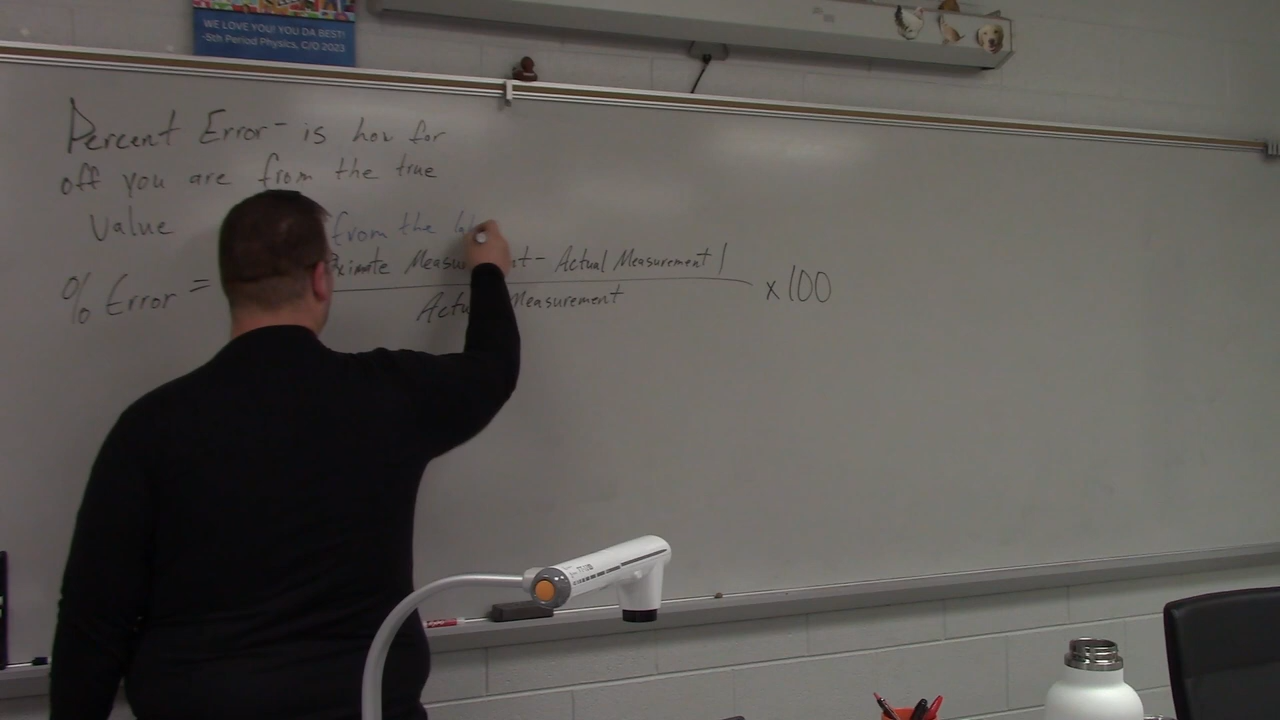 WE LOVE YOU! YOU DA BEST!
-5th Period Physics, C/O 2023
Percent Error - is how far
off you are from the true
value
from the
Measurement - Actual Measurement|
% Error =
x 100
Measurement